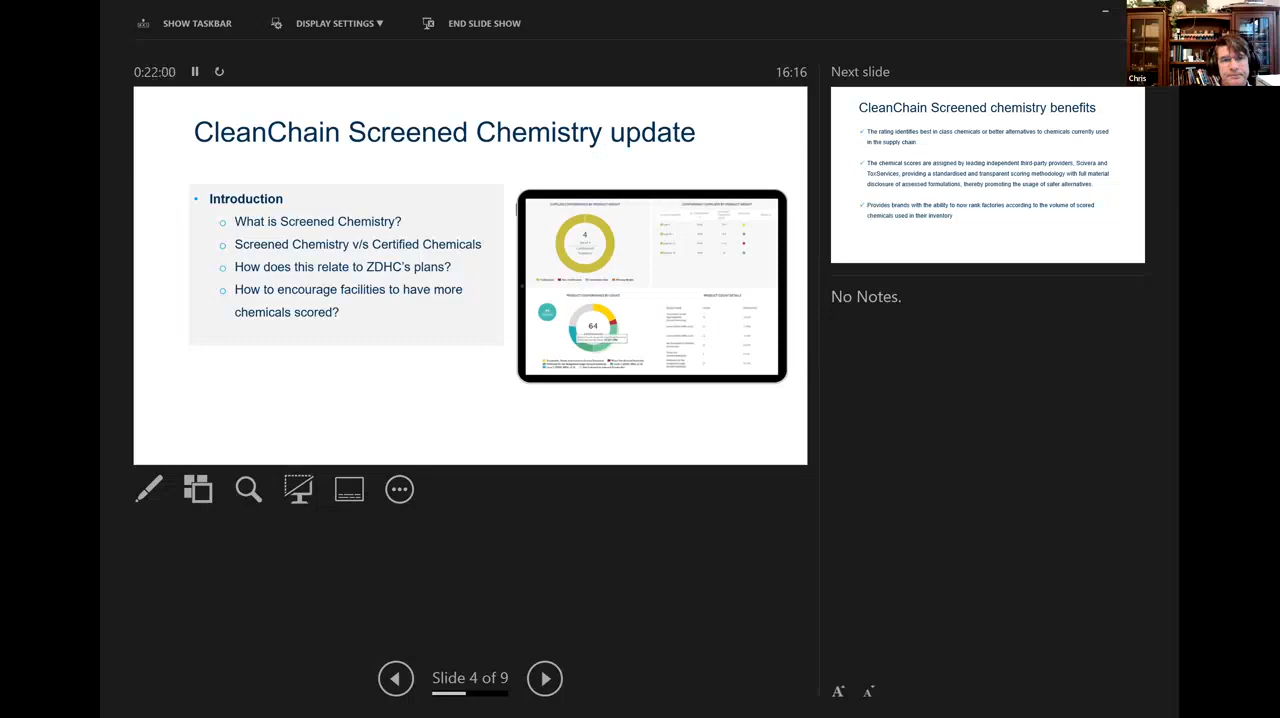 SHOW TASKBAR
DISPLAY SETTINGS ▼
END SLIDE SHOW
0:22:00
16:16
Next slide
Chris
CleanChain Screened Chemistry update
• Introduction
o What is Screened Chemistry?
o Screened Chemistry v/s Certified Chemicals
o How does this relate to ZDHC's plans?
o How to encourage facilities to have more
chemicals scored?
4
64
CleanChain Screened chemistry benefits
✓ The rating identifies best in class chemicals or better alternatives to chemicals currently used
in the supply chain
✓ The chemical scores are assigned by leading independent third-party providers, Scivera and
ToxServices, providing a standardised and transparent scoring methodology with full material
disclosure of assessed formulations, thereby promoting the usage of safer alternatives.
✓ Provides brands with the ability to now rank factories according to the volume of scored
chemicals used in their inventory
No Notes.
Slide 4 of 9
A A